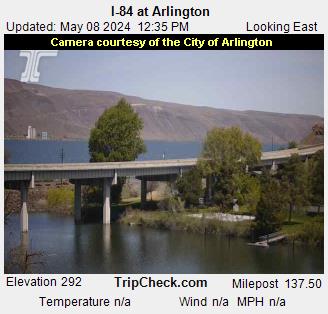 I-84 at Arlington
Updated: May 08 2024 12:35 PM Looking East
Camera courtesy of the City of Arlington
Elevation 292 TripCheck.com Milepost 137.50
Temperature n/a Wind n/a MPH n/a